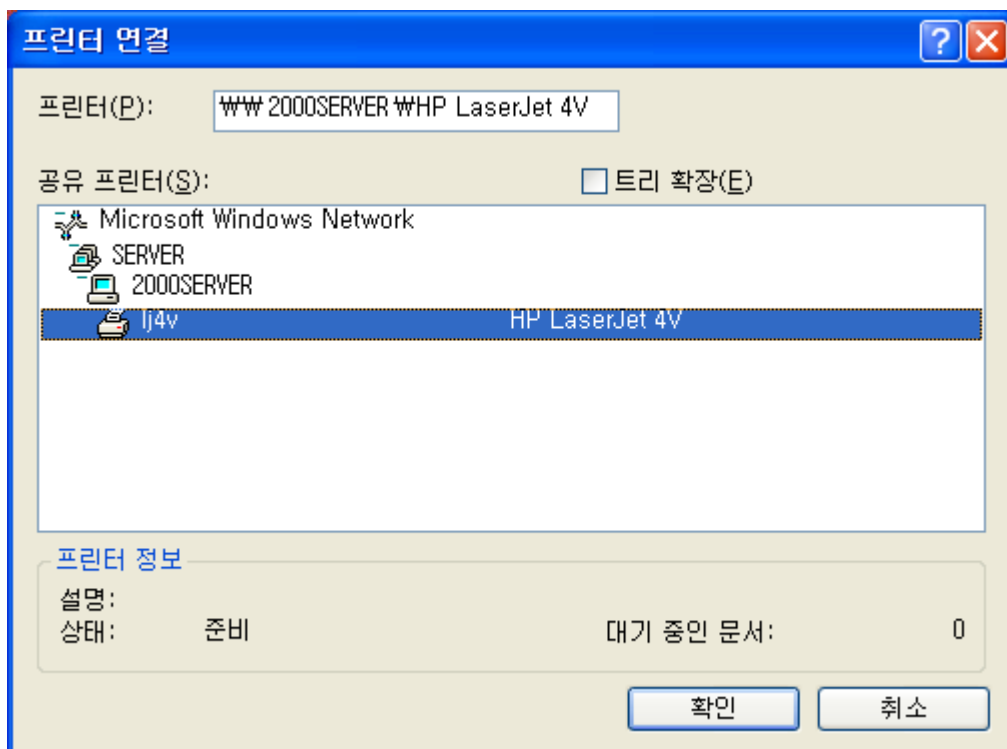 프린터 연결
프린터(P): ₩₩ 2000SERVER ₩HP LaserJet 4V
공유 프린터(S): 트리 확장(E)
Microsoft Windows Network
SERVER
2000SERVER
lj4v HP LaserJet 4V
프린터 정보
설명:
상태: 준비 대기 중인 문서: 0
확인 취소